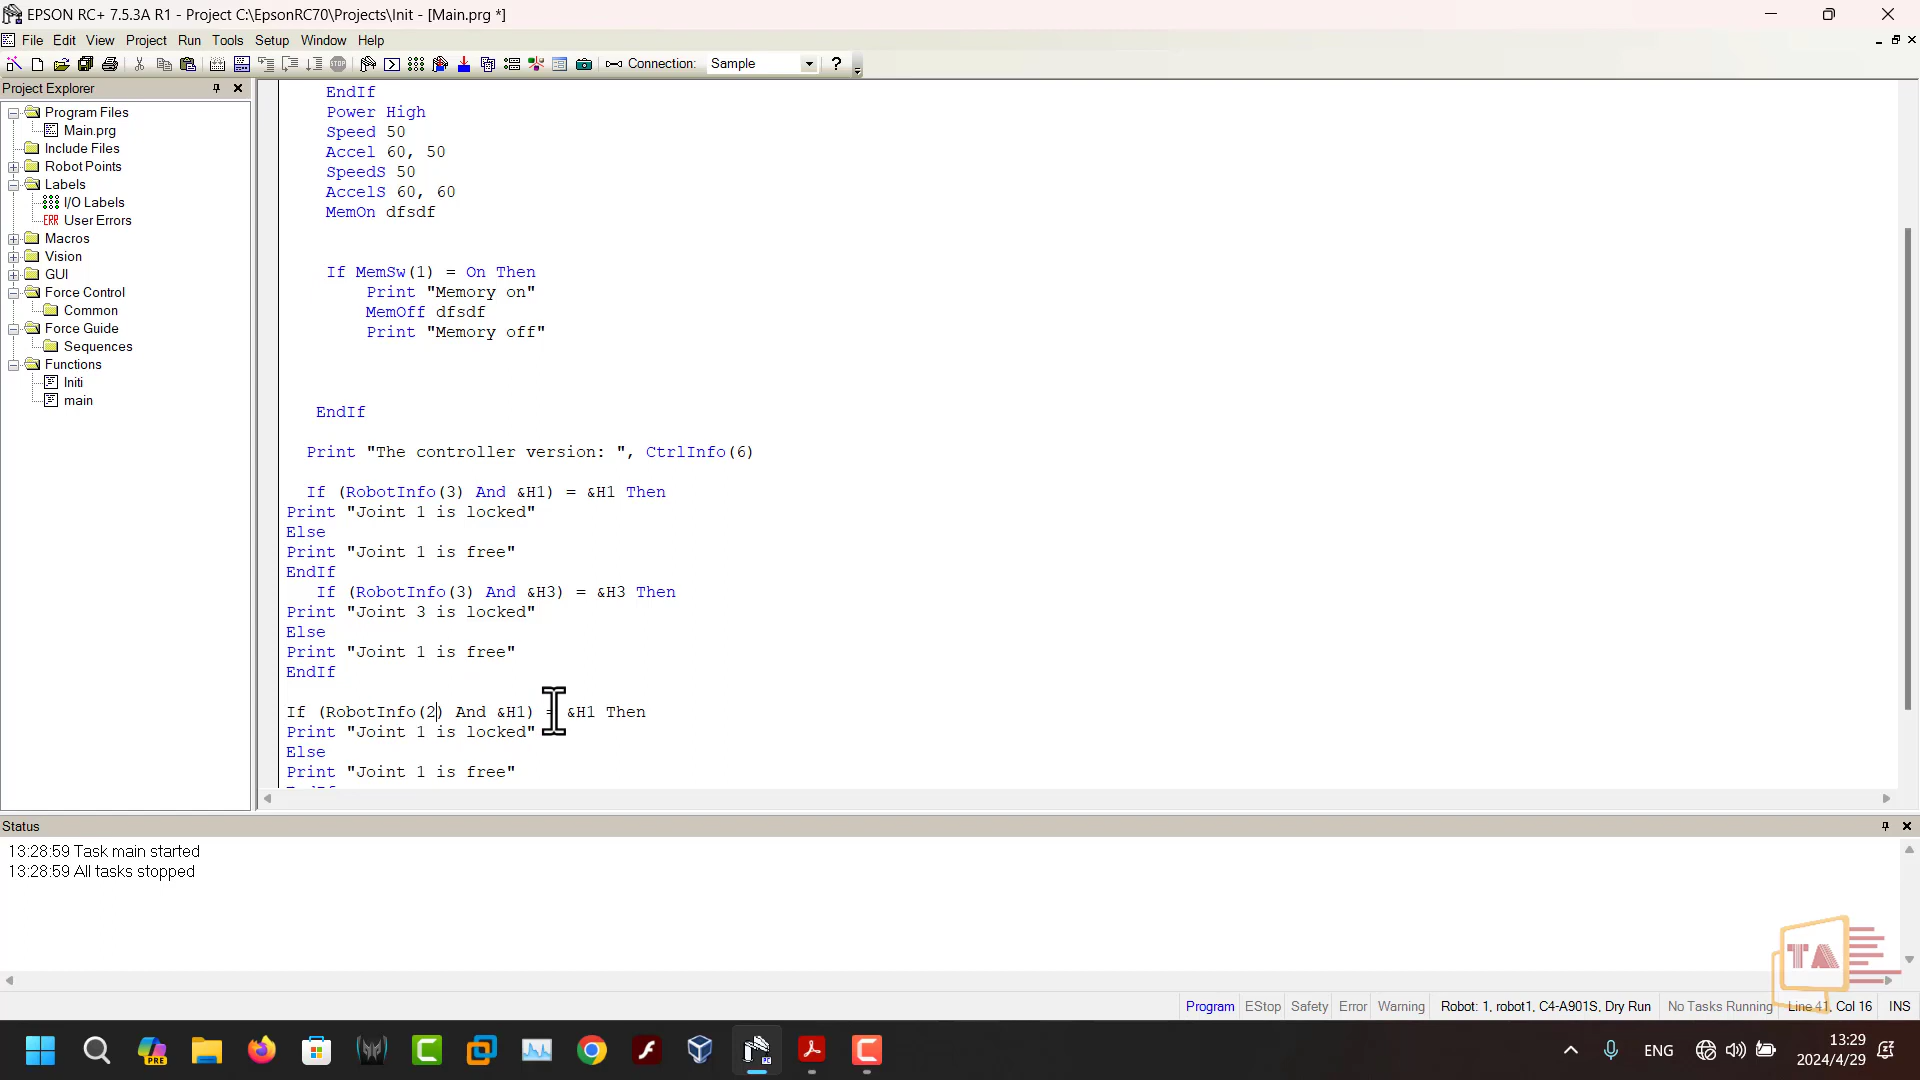 EPSON RC+ 7.5.3A R1 - Project C:\EpsonRC70\Projects\Init - [Main.prg *]
File Edit View Project Run Tools Setup Window Help
Connection: Sample
Project Explorer
Program Files
Main.prg
Include Files
Robot Points
Labels
I/O Labels
ERR User Errors
Macros
Vision
GUI
Force Control
Common
Force Guide
Sequences
Functions
Initi
main
EndIf
Power High
Speed 50
Accel 60, 50
SpeedS 50
AccelS 60, 60
MemOn dfsdf
If MemSw(1) = On Then
Print "Memory on"
MemOff dfsdf
Print "Memory off"
EndIf
Print "The controller version: ", CtrlInfo(6)
If (RobotInfo(3) And &H1) = &H1 Then
Print "Joint 1 is locked"
Else
Print "Joint 1 is free"
EndIf
If (RobotInfo(3) And &H3) = &H3 Then
Print "Joint 3 is locked"
Else
Print "Joint 1 is free"
EndIf
If (RobotInfo(2) And &H1) = &H1 Then
Print "Joint 1 is locked"
Else
Print "Joint 1 is free"
Status
13:28:59 Task main started
13:28:59 All tasks stopped
TA
Program EStop Safety Error Warning Robot: 1, robot1, C4-A901S, Dry Run No Tasks Running Line 41, Col 16 INS
PRE
ENG
13:29
2024/4/29